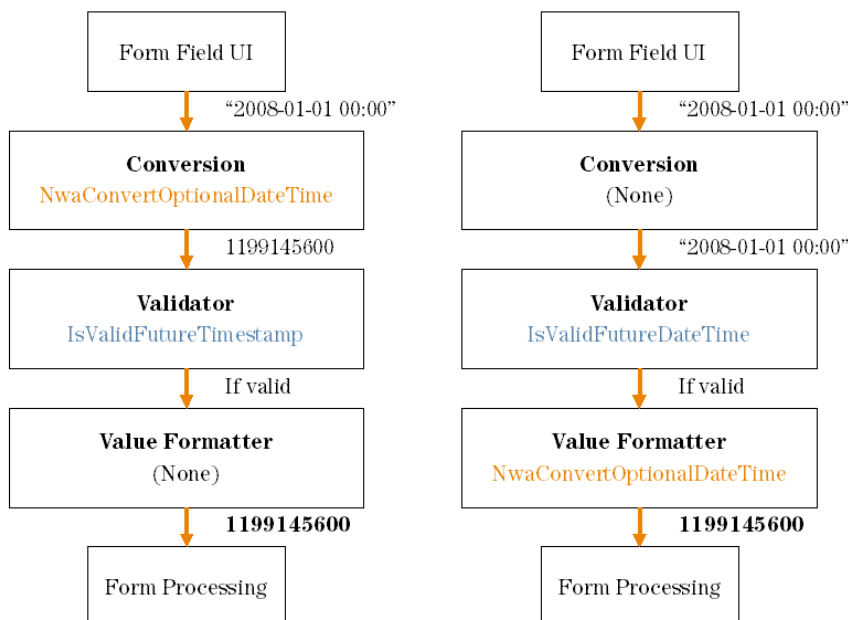 Form Field UI
“2008-01-01 00:00”
Conversion
NwaConvertOptionalDateTime
1199145600
Validator
IsValidFutureTimestamp
If valid
Value Formatter
(None)
1199145600
Form Processing
Form Field UI
“2008-01-01 00:00”
Conversion
(None)
“2008-01-01 00:00”
Validator
IsValidFutureDateTime
If valid
Value Formatter
NwaConvertOptionalDateTime
1199145600
Form Processing